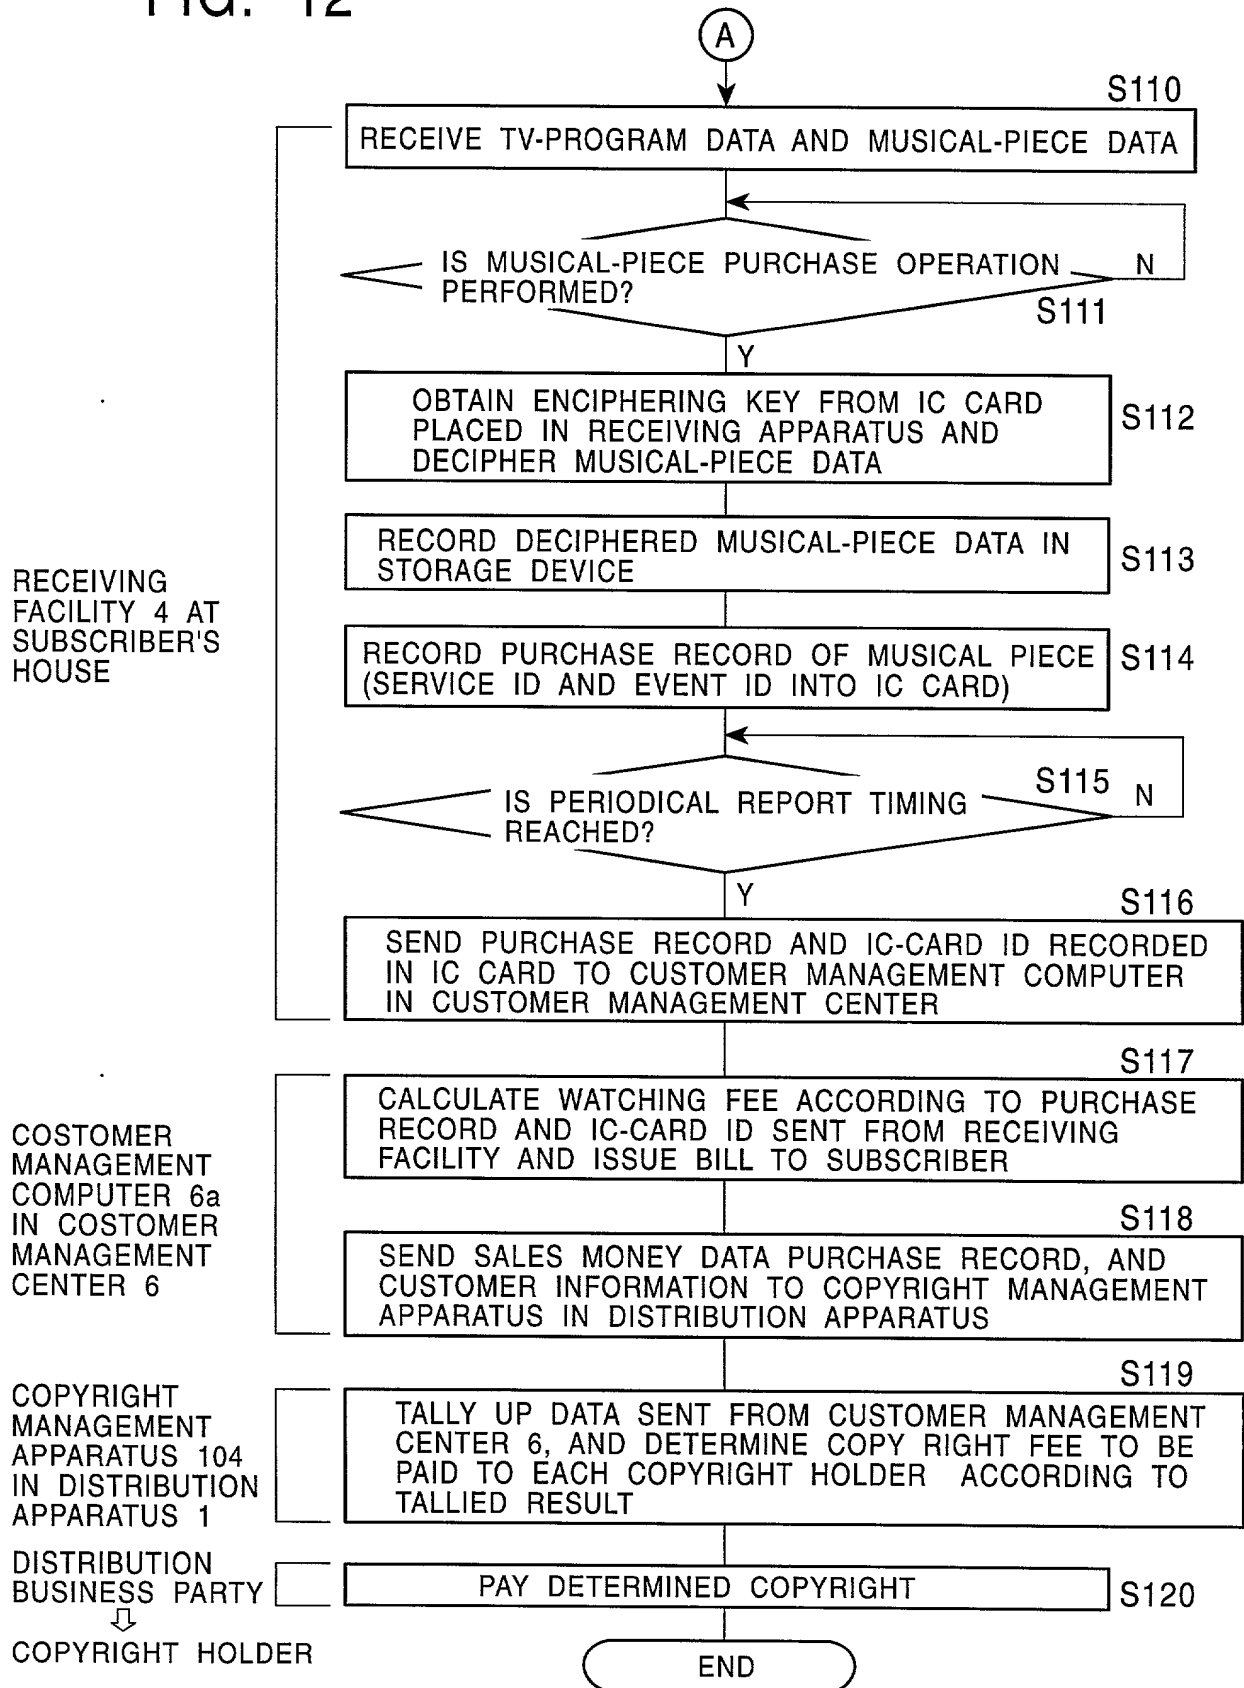 FIG. 12
A
S110
RECEIVE TV-PROGRAM DATA AND MUSICAL-PIECE DATA
IS MUSICAL-PIECE PURCHASE OPERATION
PERFORMED?
N
S111
Y
OBTAIN ENCIPHERING KEY FROM IC CARD
PLACED IN RECEIVING APPARATUS AND
DECIPHER MUSICAL-PIECE DATA
S112
RECORD DECIPHERED MUSICAL-PIECE DATA IN
STORAGE DEVICE
S113
RECEIVING
FACILITY 4 AT
SUBSCRIBER'S
HOUSE
RECORD PURCHASE RECORD OF MUSICAL PIECE
(SERVICE ID AND EVENT ID INTO IC CARD)
S114
IS PERIODICAL REPORT TIMING
REACHED?
S115
N
Y
S116
SEND PURCHASE RECORD AND IC-CARD ID RECORDED
IN IC CARD TO CUSTOMER MANAGEMENT COMPUTER
IN CUSTOMER MANAGEMENT CENTER
S117
CALCULATE WATCHING FEE ACCORDING TO PURCHASE
RECORD AND IC-CARD ID SENT FROM RECEIVING
FACILITY AND ISSUE BILL TO SUBSCRIBER
COSTOMER
MANAGEMENT
COMPUTER 6a
IN COSTOMER
MANAGEMENT
CENTER 6
S118
SEND SALES MONEY DATA PURCHASE RECORD, AND
CUSTOMER INFORMATION TO COPYRIGHT MANAGEMENT
APPARATUS IN DISTRIBUTION APPARATUS
S119
COPYRIGHT
MANAGEMENT
APPARATUS 104
IN DISTRIBUTION
APPARATUS 1
TALLY UP DATA SENT FROM CUSTOMER MANAGEMENT
CENTER 6, AND DETERMINE COPY RIGHT FEE TO BE
PAID TO EACH COPYRIGHT HOLDER ACCORDING TO
TALLIED RESULT
DISTRIBUTION
BUSINESS PARTY
⇩
COPYRIGHT HOLDER
PAY DETERMINED COPYRIGHT
S120
END